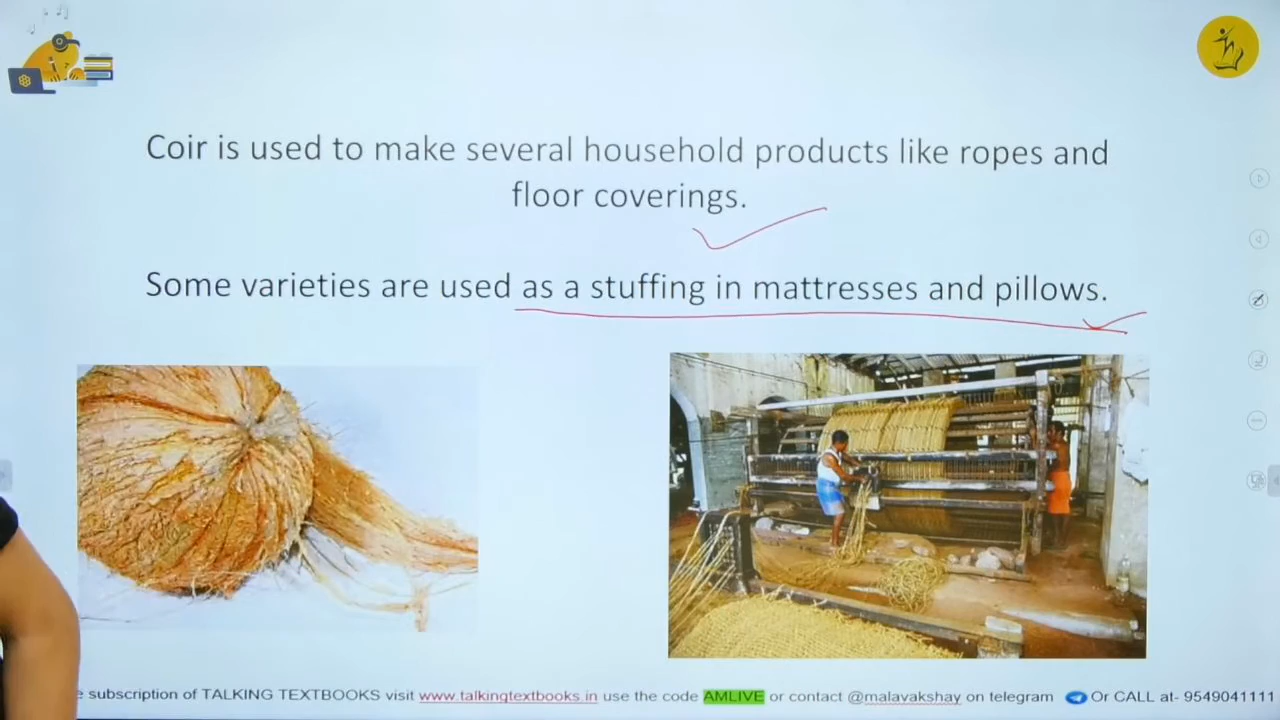 Coir is used to make several household products like ropes and
floor coverings.
Some varieties are used as a stuffing in mattresses and pillows.
subscription of TALKING TEXTBOOKS visit www.talkingtextbooks.in use the code AMLIVE or contact @malavakshay on telegram Or CALL at- 9549041111